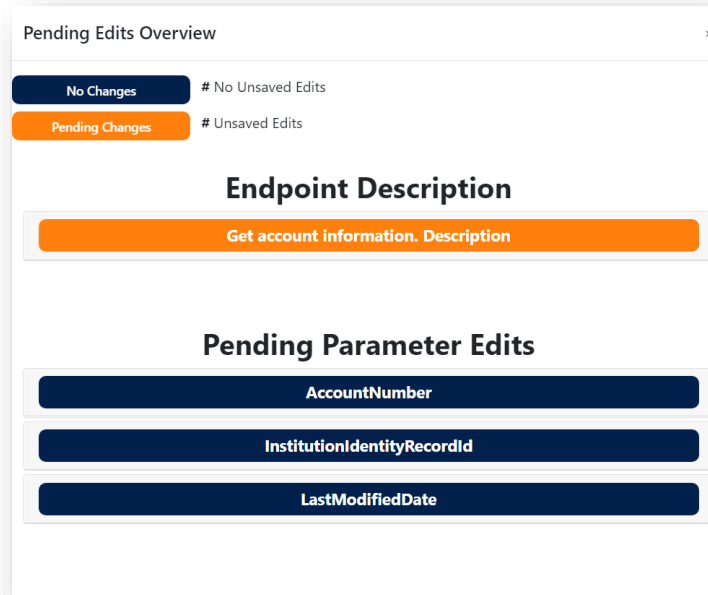 Pending Edits Overview
No Changes # No Unsaved Edits
Pending Changes # Unsaved Edits
Endpoint Description
Get account information. Description
Pending Parameter Edits
AccountNumber
InstitutionIdentityRecordId
LastModifiedDate